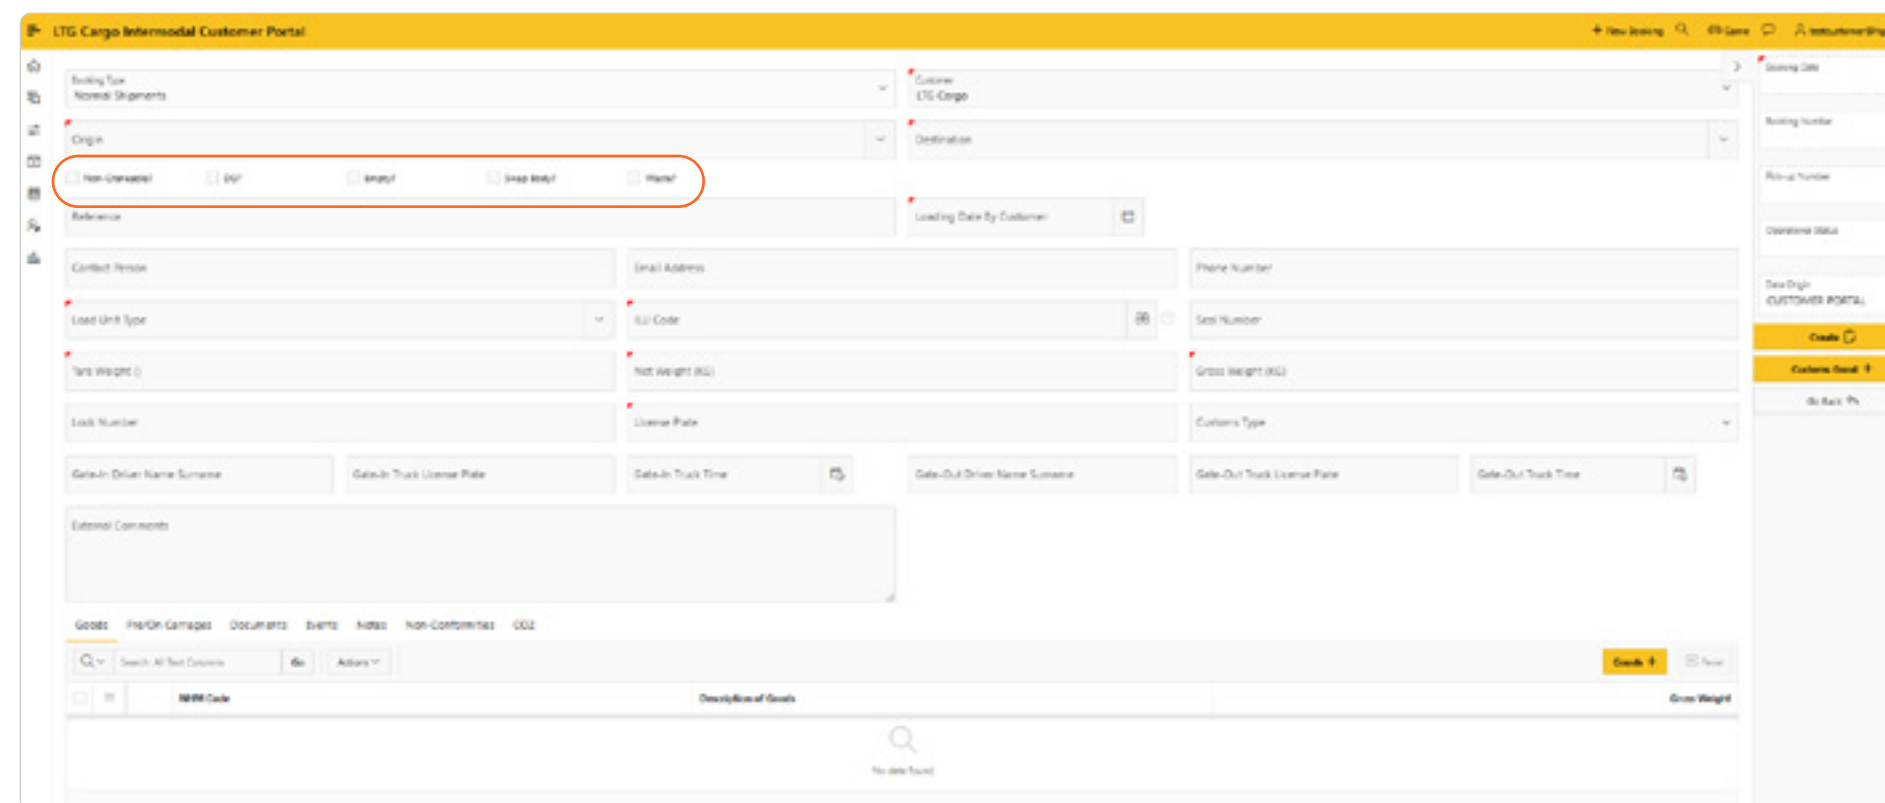 LTG Cargo Intermodal Customer Portal
+ New Booking
Booking Type
Normal Shipments
Customer
LTG Cargo
Booking Date
Origin
Destination
Booking Number
Non-Craneable?
DG?
Empty?
Swap Body?
Waste?
Pick-up Number
Reference
Loading Date By Customer
Operational Status
Contact Person
Email Address
Phone Number
Data Origin
CUSTOMER PORTAL
Load Unit Type
ILU Code
Seal Number
Create
Tare Weight ()
Net Weight (KG)
Gross Weight (KG)
Customs Good +
Go Back
Lock Number
License Plate
Customs Type
Gate-In Driver Name Surname
Gate-In Truck License Plate
Gate-In Truck Time
Gate-Out Driver Name Surname
Gate-Out Truck License Plate
Gate-Out Truck Time
External Comments
Goods Pre/On Carriages Documents Events Notes Non-Conformities CO2
Search: All Text Columns
Go
Actions
Goods +
Reset
NHM Code
Description of Goods
Gross Weight
No data found